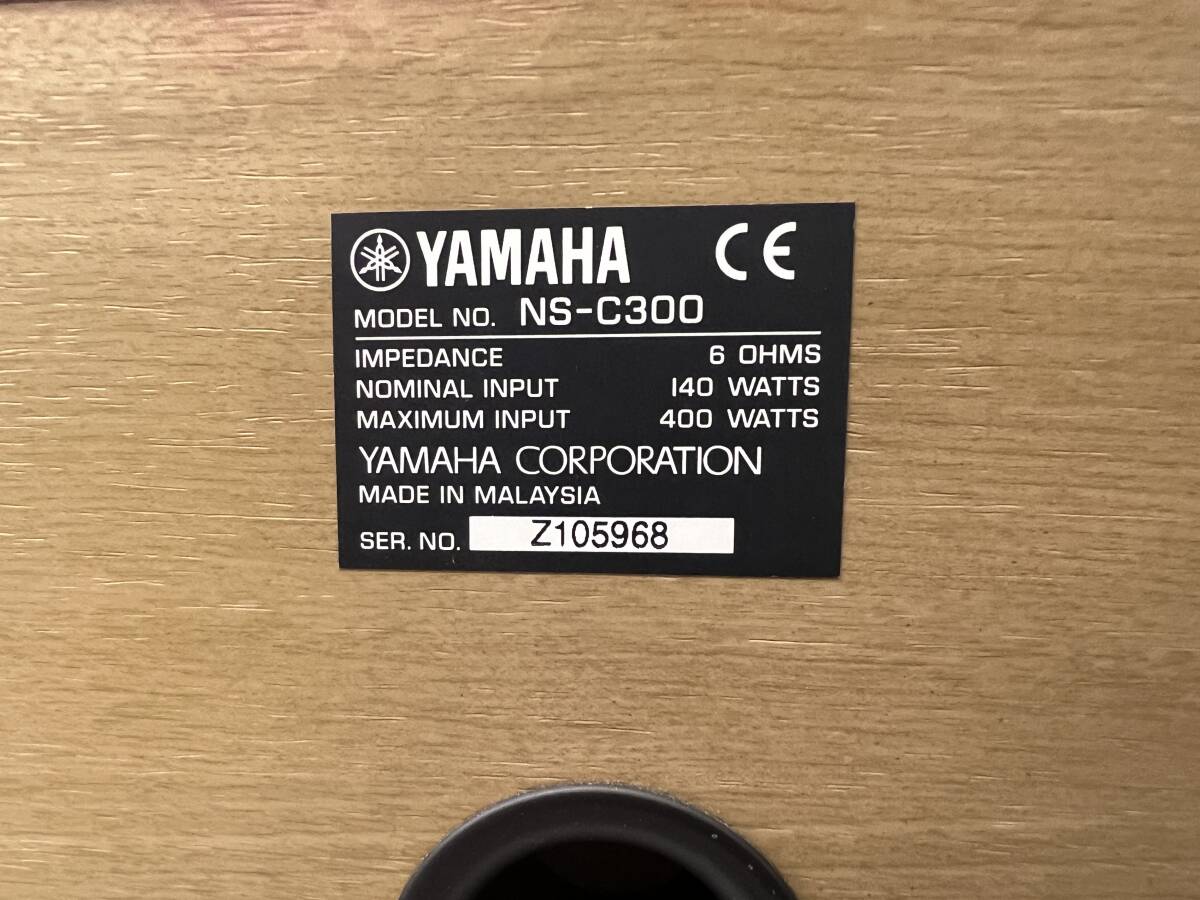 YAMAHA CE
MODEL NO. NS-C300
IMPEDANCE 6 OHMS
NOMINAL INPUT 140 WATTS
MAXIMUM INPUT 400 WATTS
YAMAHA CORPORATION
MADE IN MALAYSIA
SER. NO. Z105968